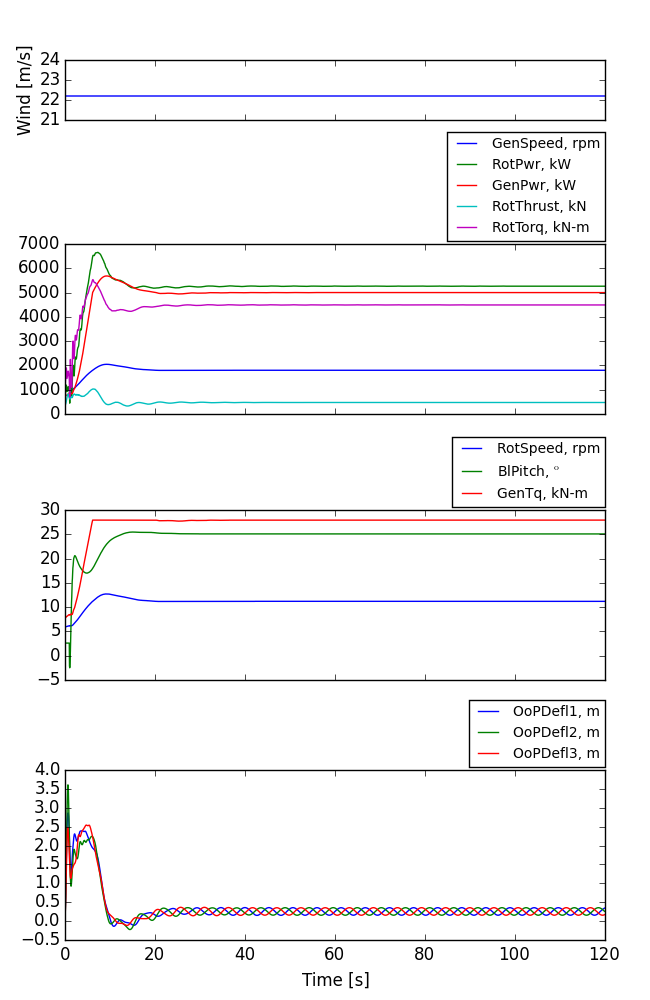 Wind [m/s]
24
23
22
21
GenSpeed, rpm
RotPwr, kW
GenPwr, kW
RotThrust, kN
RotTorq, kN-m
7000
6000
5000
4000
3000
2000
1000
0
RotSpeed, rpm
BlPitch, °
GenTq, kN-m
30
25
20
15
10
5
0
−5
OoPDefl1, m
OoPDefl2, m
OoPDefl3, m
4.0
3.5
3.0
2.5
2.0
1.5
1.0
0.5
0.0
−0.5
0 20 40 60 80 100 120
Time [s]